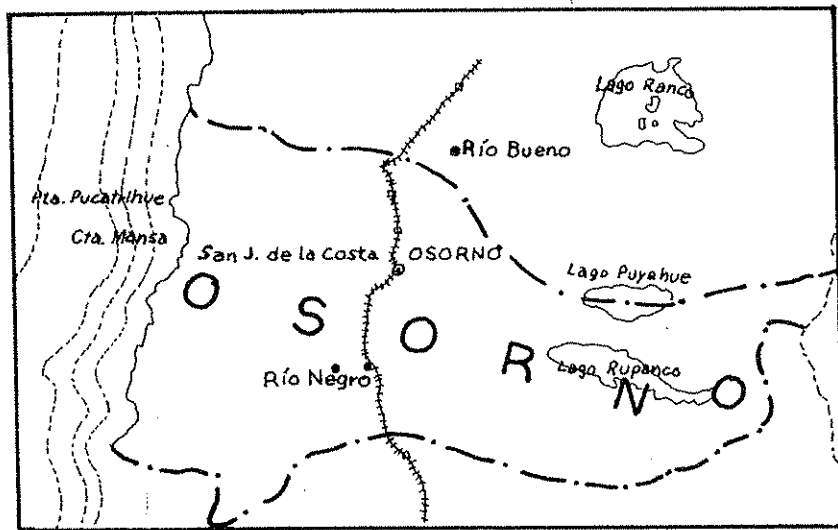 Lago Ranco
Río Bueno
Pta. Pucatrihue
Cta. Mansa
San J. de la Costa
OSORNO
Lago Puyehue
OSORNO
Lago Rupanco
Río Negro